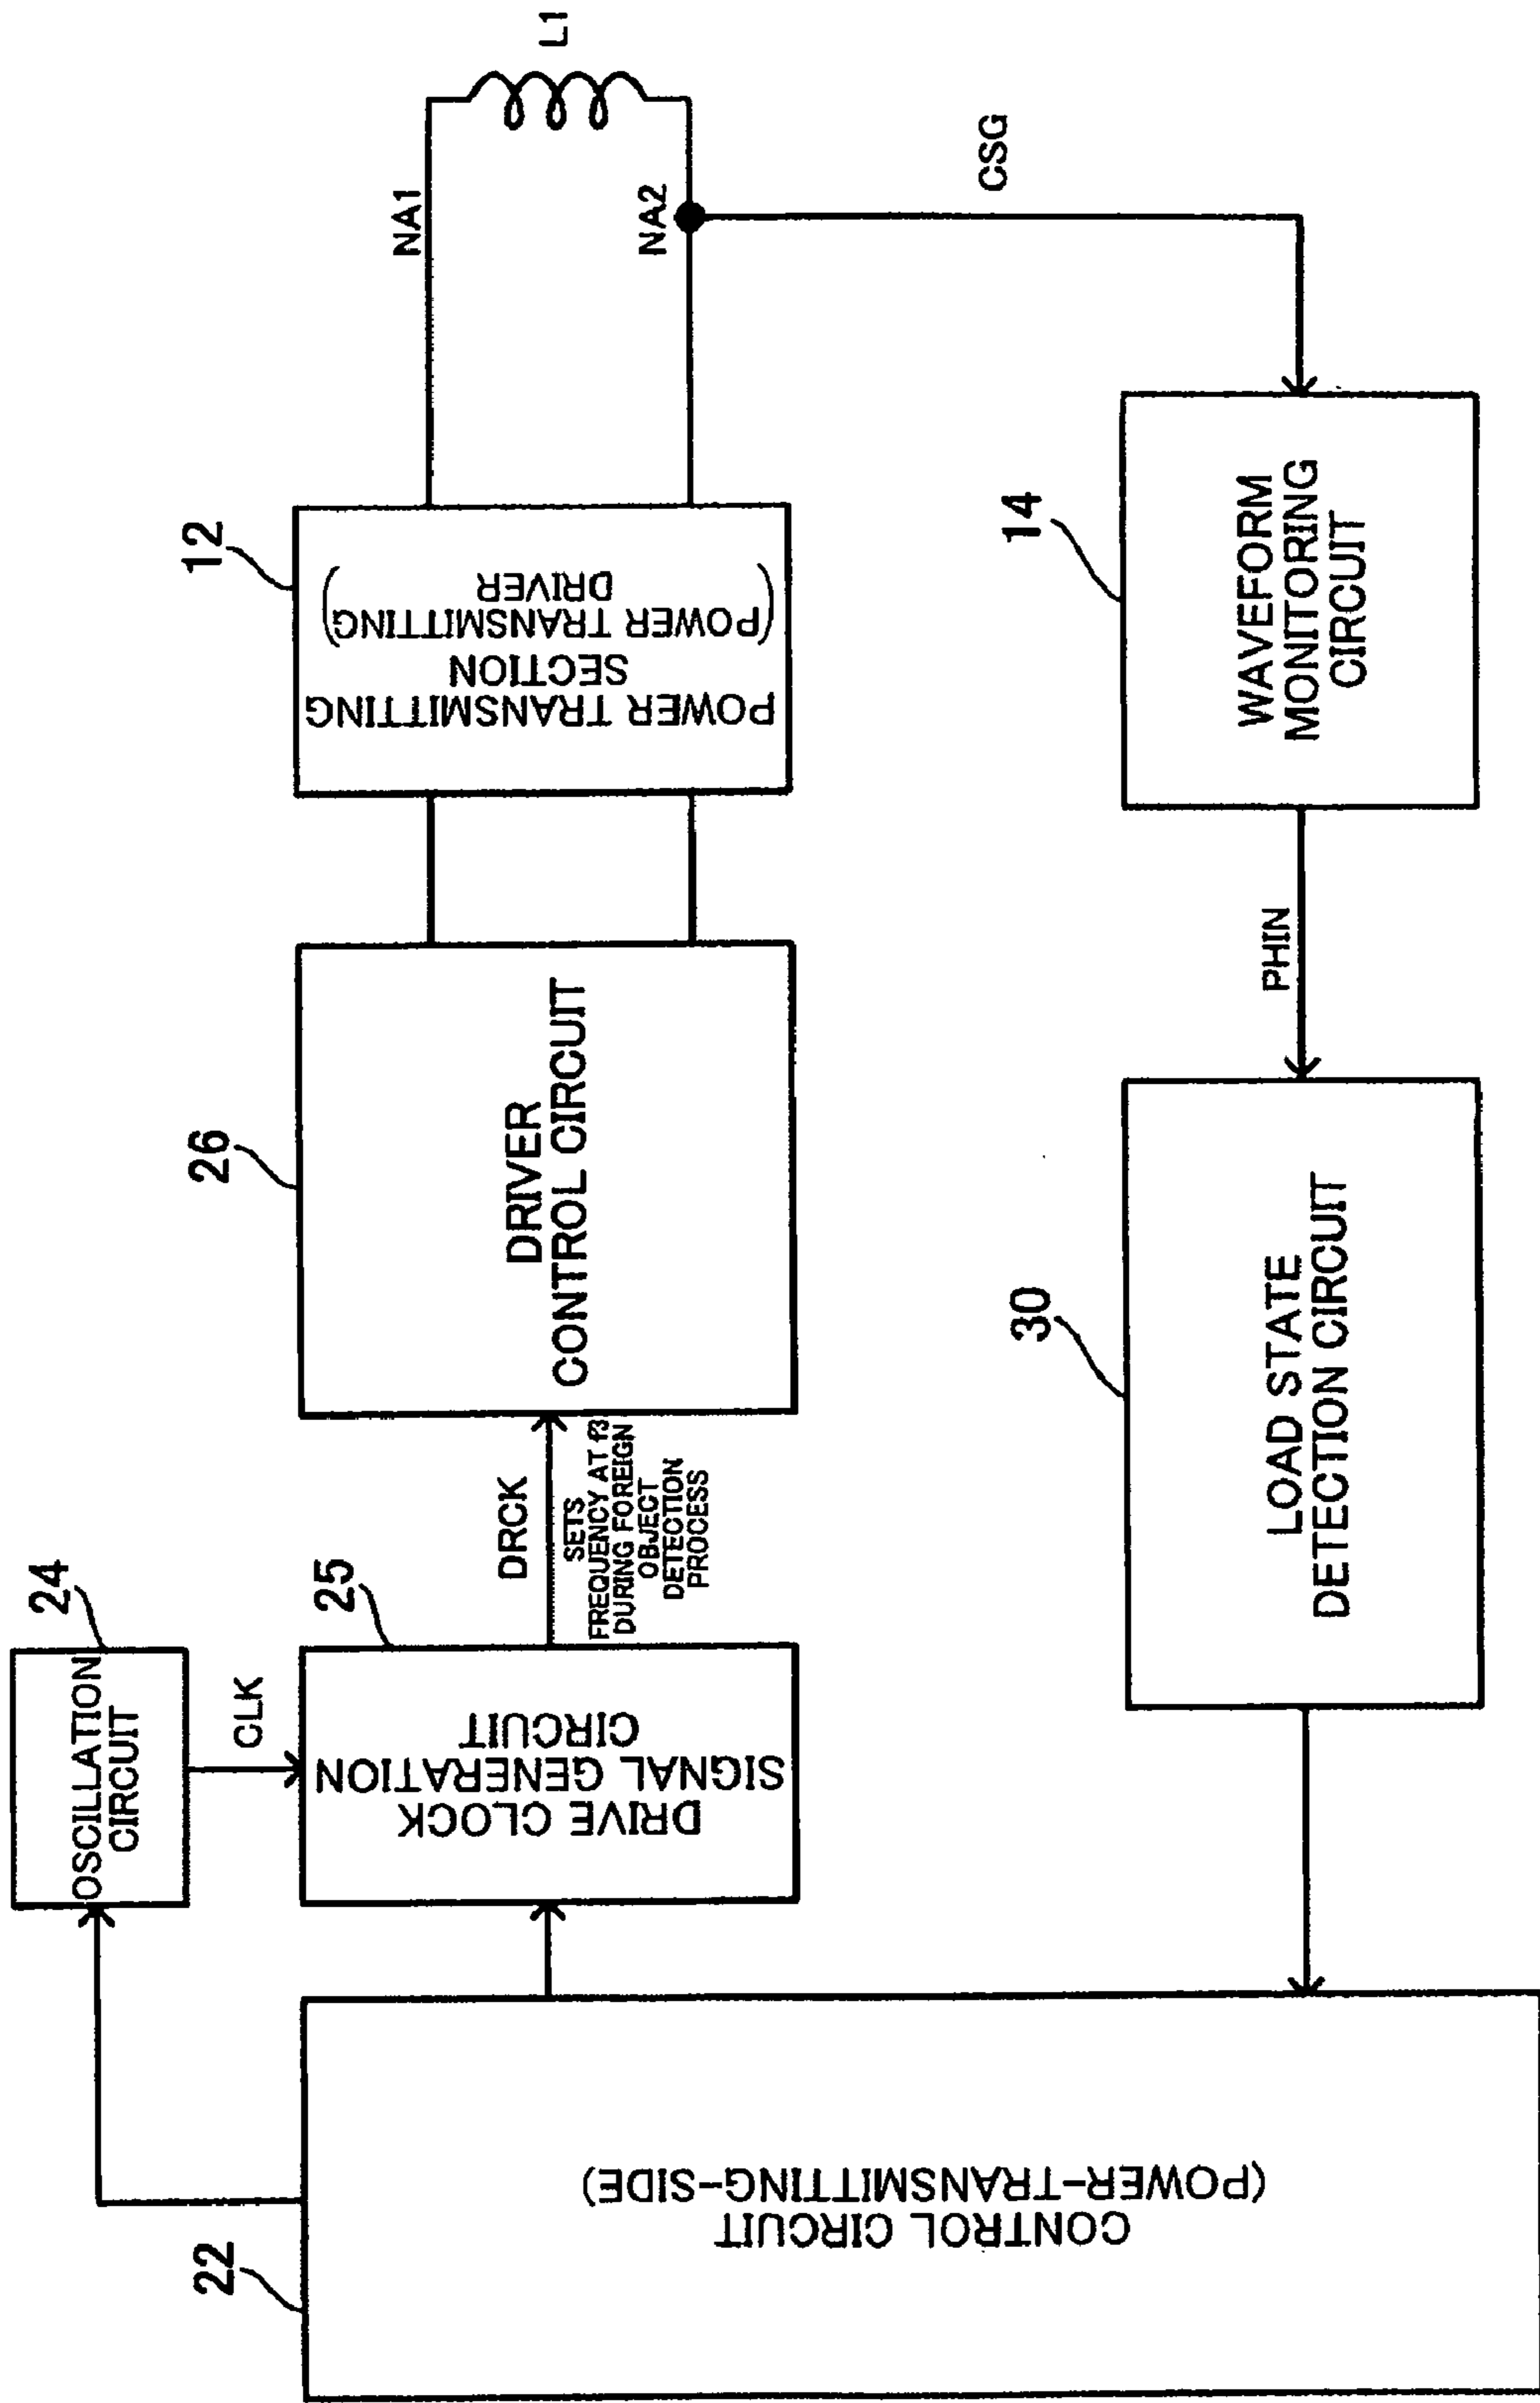 24
OSCILLATION
CIRCUIT
CLK
22
CONTROL CIRCUIT
(POWER-TRANSMITTING-SIDE)
25
DRIVE CLOCK
SIGNAL GENERATION
CIRCUIT
DRCK
SETS
FREQUENCY AT f3
DURING FOREIGN
OBJECT
DETECTION
PROCESS
26
DRIVER
CONTROL CIRCUIT
12
POWER TRANSMITTING
SECTION
(POWER TRANSMITTING
DRIVER)
NA1
NA2
L1
CSG
14
WAVEFORM
MONITORING
CIRCUIT
PHIN
30
LOAD STATE
DETECTION CIRCUIT